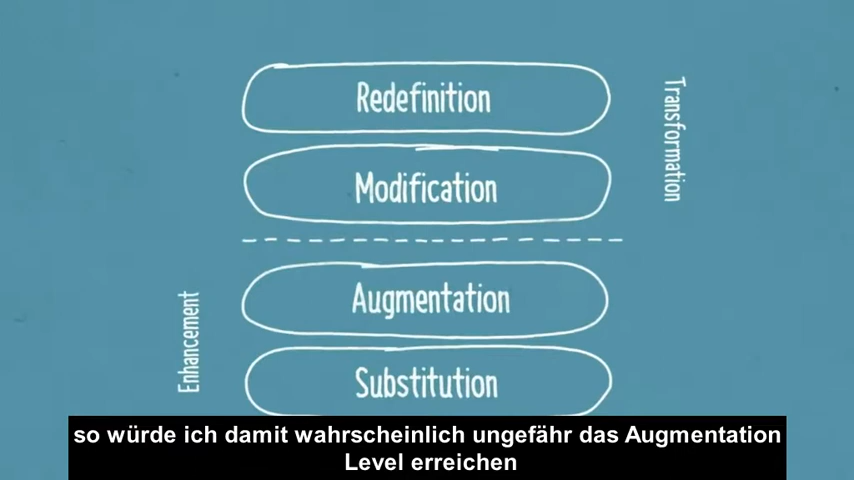 Redefinition
Transformation
Modification
Augmentation
Enhancement
Substitution
so würde ich damit wahrscheinlich ungefähr das Augmentation
Level erreichen